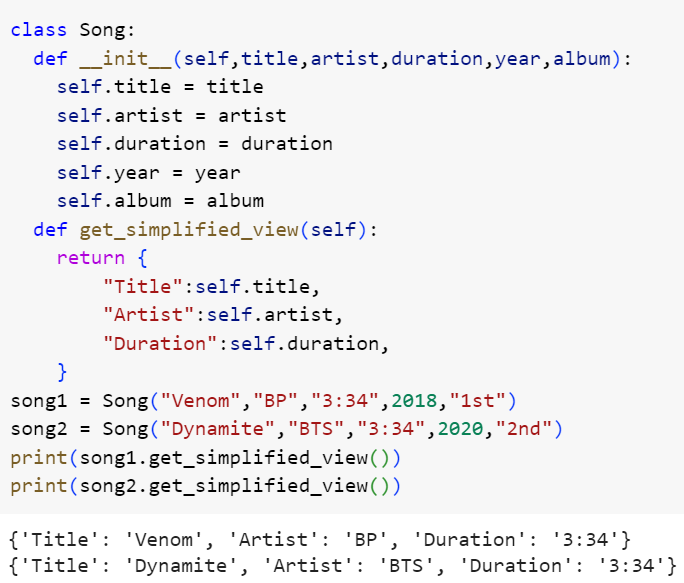 class Song:
  def __init__(self,title,artist,duration,year,album):
    self.title = title
    self.artist = artist
    self.duration = duration
    self.year = year
    self.album = album
  def get_simplified_view(self):
    return {
        "Title":self.title,
        "Artist":self.artist,
        "Duration":self.duration,
    }
song1 = Song("Venom","BP","3:34",2018,"1st")
song2 = Song("Dynamite","BTS","3:34",2020,"2nd")
print(song1.get_simplified_view())
print(song2.get_simplified_view())
{'Title': 'Venom', 'Artist': 'BP', 'Duration': '3:34'}
{'Title': 'Dynamite', 'Artist': 'BTS', 'Duration': '3:34'}